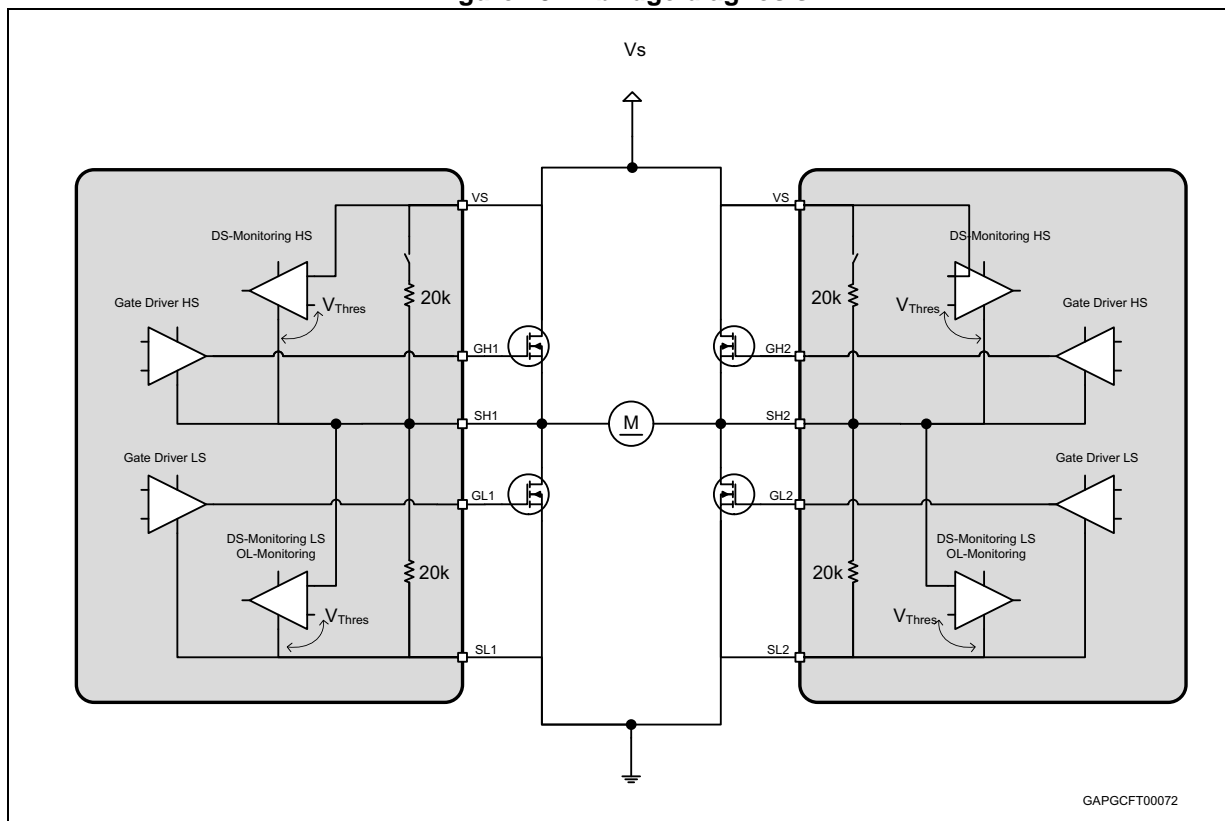 Vs
VS
DS-Monitoring HS
20k
VThres
Gate Driver HS
GH1
SH1
Gate Driver LS
GL1
DS-Monitoring LS
OL-Monitoring
20k
VThres
SL1
M
VS
DS-Monitoring HS
20k
VThres
Gate Driver HS
GH2
SH2
Gate Driver LS
GL2
DS-Monitoring LS
OL-Monitoring
20k
VThres
SL2
GAPGCFT00072